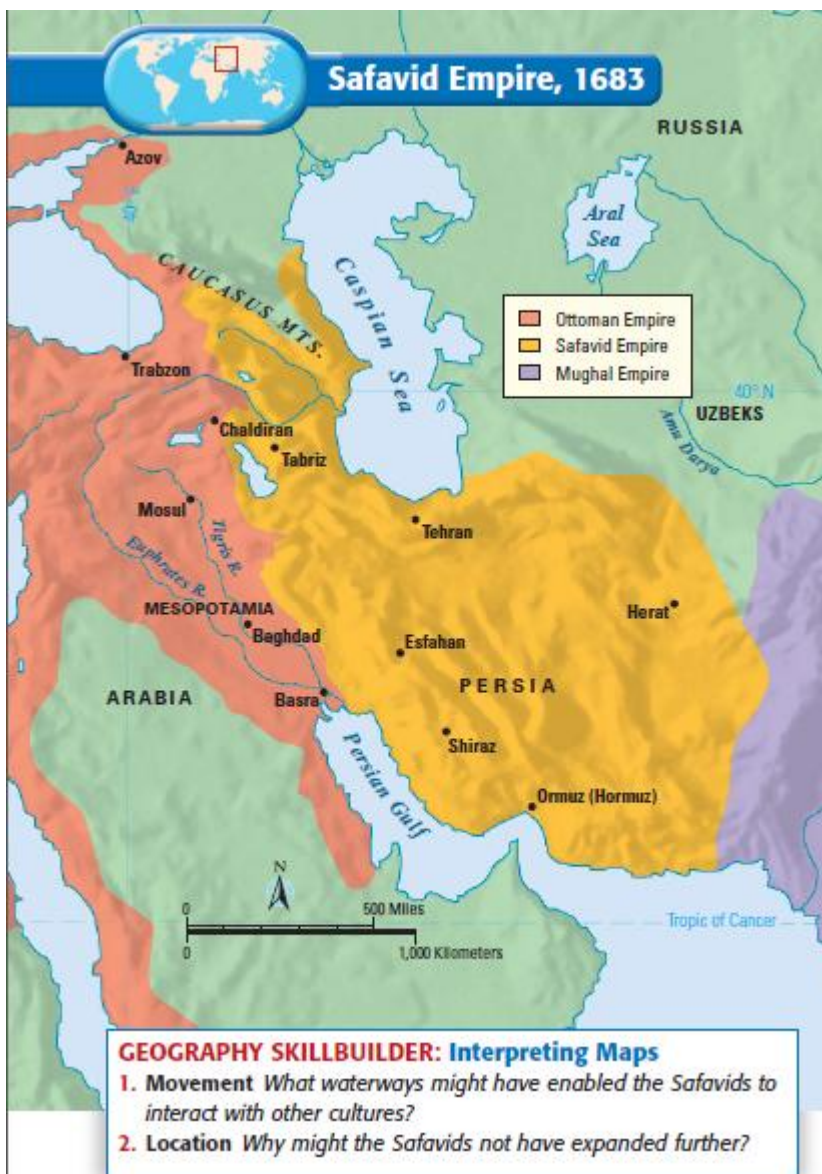 Safavid Empire, 1683
RUSSIA
Azov
Aral
Sea
CAUCASUS MTS.
Caspian Sea
Ottoman Empire
Safavid Empire
Mughal Empire
Trabzon
40° N
UZBEKS
Chaldiran
Amu Darya
Tabriz
Mosul
Tehran
Tigris R.
Euphrates R.
MESOPOTAMIA
Herat
Baghdad
Esfahan
ARABIA
PERSIA
Basra
Shiraz
Persian Gulf
Ormuz (Hormuz)
N
0
500 Miles
Tropic of Cancer
0
1,000 Kilometers
GEOGRAPHY SKILLBUILDER: Interpreting Maps
1. Movement What waterways might have enabled the Safavids to
interact with other cultures?
2. Location Why might the Safavids not have expanded further?